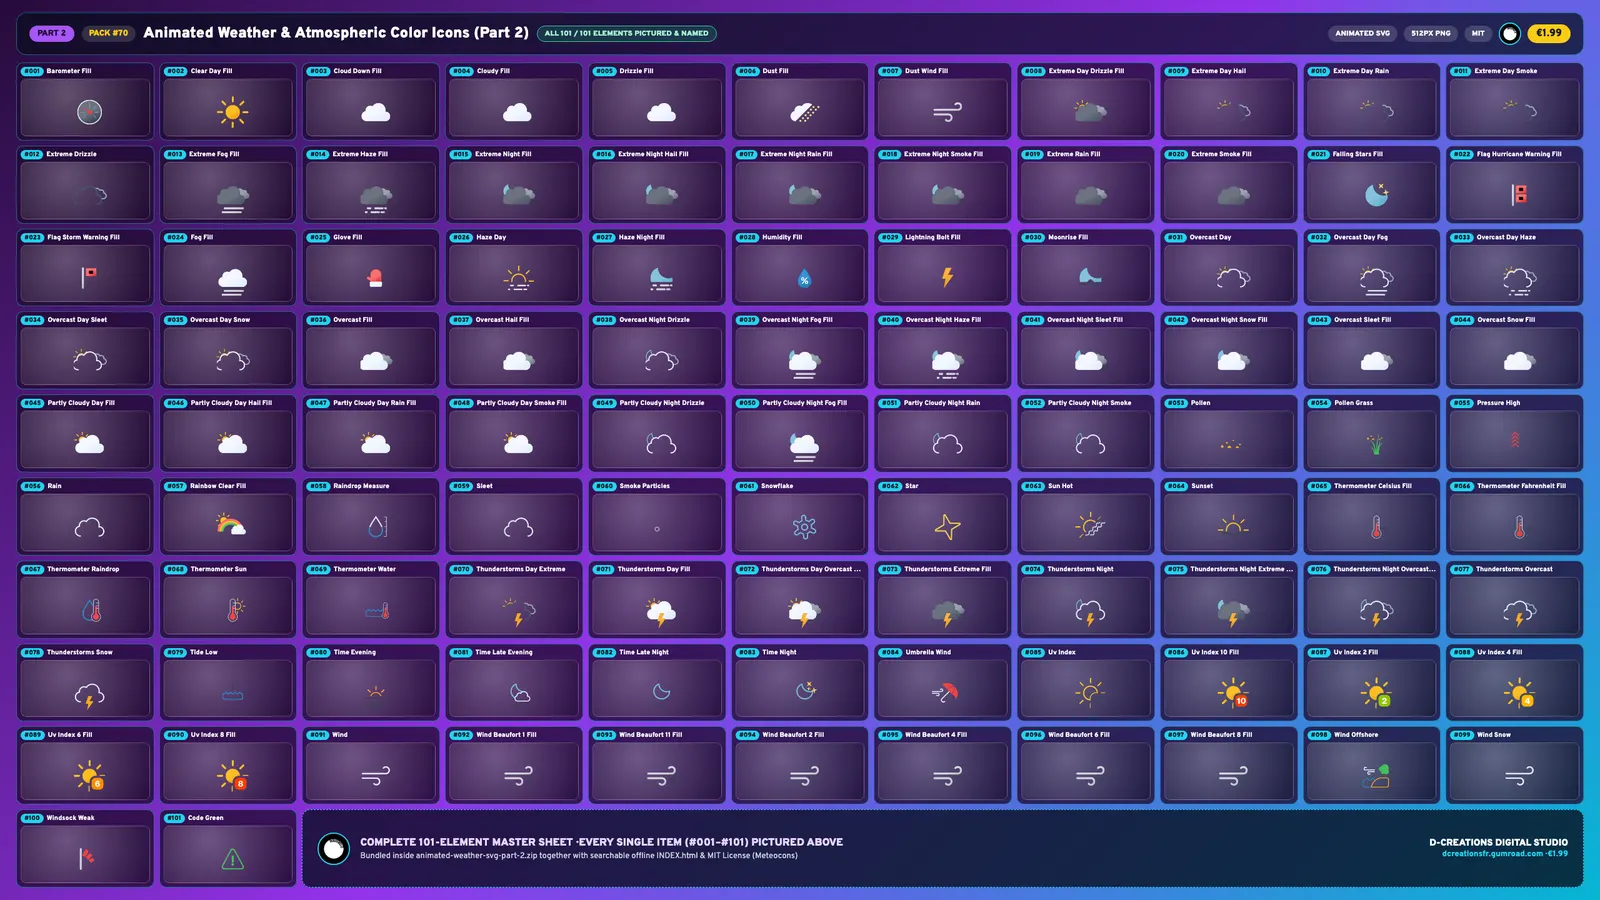 PART 2 PACK #70 Animated Weather & Atmospheric Color Icons (Part 2) ALL 101 / 101 ELEMENTS PICTURED & NAMED ANIMATED SVG 512PX PNG MIT €1.99
#001 Barometer Fill #002 Clear Day Fill #003 Cloud Down Fill #004 Cloudy Fill #005 Drizzle Fill #006 Dust Fill #007 Dust Wind Fill #008 Extreme Day Drizzle Fill #009 Extreme Day Hail #010 Extreme Day Rain #011 Extreme Day Smoke
#012 Extreme Drizzle #013 Extreme Fog Fill #014 Extreme Haze Fill #015 Extreme Night Fill #016 Extreme Night Hail Fill #017 Extreme Night Rain Fill #018 Extreme Night Smoke Fill #019 Extreme Rain Fill #020 Extreme Smoke Fill #021 Falling Stars Fill #022 Flag Hurricane Warning Fill
#023 Flag Storm Warning Fill #024 Fog Fill #025 Glove Fill #026 Haze Day #027 Haze Night Fill #028 Humidity Fill #029 Lightning Bolt Fill #030 Moonrise Fill #031 Overcast Day #032 Overcast Day Fog #033 Overcast Day Haze
%
#034 Overcast Day Sleet #035 Overcast Day Snow #036 Overcast Fill #037 Overcast Hail Fill #038 Overcast Night Drizzle #039 Overcast Night Fog Fill #040 Overcast Night Haze Fill #041 Overcast Night Sleet Fill #042 Overcast Night Snow Fill #043 Overcast Sleet Fill #044 Overcast Snow Fill
#045 Partly Cloudy Day Fill #046 Partly Cloudy Day Hail Fill #047 Partly Cloudy Day Rain Fill #048 Partly Cloudy Day Smoke Fill #049 Partly Cloudy Night Drizzle #050 Partly Cloudy Night Fog Fill #051 Partly Cloudy Night Rain #052 Partly Cloudy Night Smoke #053 Pollen #054 Pollen Grass #055 Pressure High
#056 Rain #057 Rainbow Clear Fill #058 Raindrop Measure #059 Sleet #060 Smoke Particles #061 Snowflake #062 Star #063 Sun Hot #064 Sunset #065 Thermometer Celsius Fill #066 Thermometer Fahrenheit Fill
#067 Thermometer Raindrop #068 Thermometer Sun #069 Thermometer Water #070 Thunderstorms Day Extreme #071 Thunderstorms Day Fill #072 Thunderstorms Day Overcast ... #073 Thunderstorms Extreme Fill #074 Thunderstorms Night #075 Thunderstorms Night Extreme ... #076 Thunderstorms Night Overcast... #077 Thunderstorms Overcast
#078 Thunderstorms Snow #079 Tide Low #080 Time Evening #081 Time Late Evening #082 Time Late Night #083 Time Night #084 Umbrella Wind #085 Uv Index #086 Uv Index 10 Fill #087 Uv Index 2 Fill #088 Uv Index 4 Fill
10 2 4
#089 Uv Index 6 Fill #090 Uv Index 8 Fill #091 Wind #092 Wind Beaufort 1 Fill #093 Wind Beaufort 11 Fill #094 Wind Beaufort 2 Fill #095 Wind Beaufort 4 Fill #096 Wind Beaufort 6 Fill #097 Wind Beaufort 8 Fill #098 Wind Offshore #099 Wind Snow
6 8
#100 Windsock Weak #101 Code Green
COMPLETE 101-ELEMENT MASTER SHEET · EVERY SINGLE ITEM (#001–#101) PICTURED ABOVE
Bundled inside animated-weather-svg-part-2.zip together with searchable offline INDEX.html & MIT License (Meteocons)
D-CREATIONS DIGITAL STUDIO
dcreationsfr.gumroad.com · €1.99